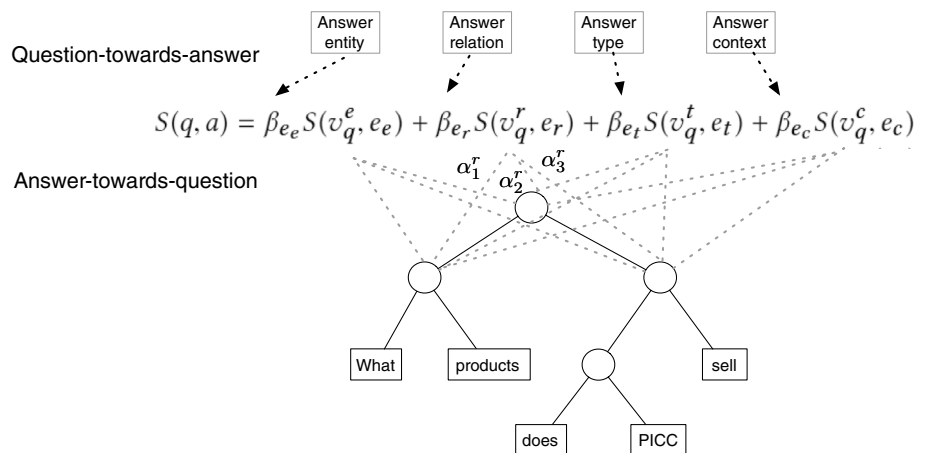 Answer entity
Answer relation
Answer type
Answer context
Question-towards-answer
S(q, a) = β_{e_e}S(v_q^e, e_e) + β_{e_r}S(v_q^r, e_r) + β_{e_t}S(v_q^t, e_t) + β_{e_c}S(v_q^c, e_c)
Answer-towards-question
α_1^r
α_2^r
α_3^r
What
products
sell
does
PICC